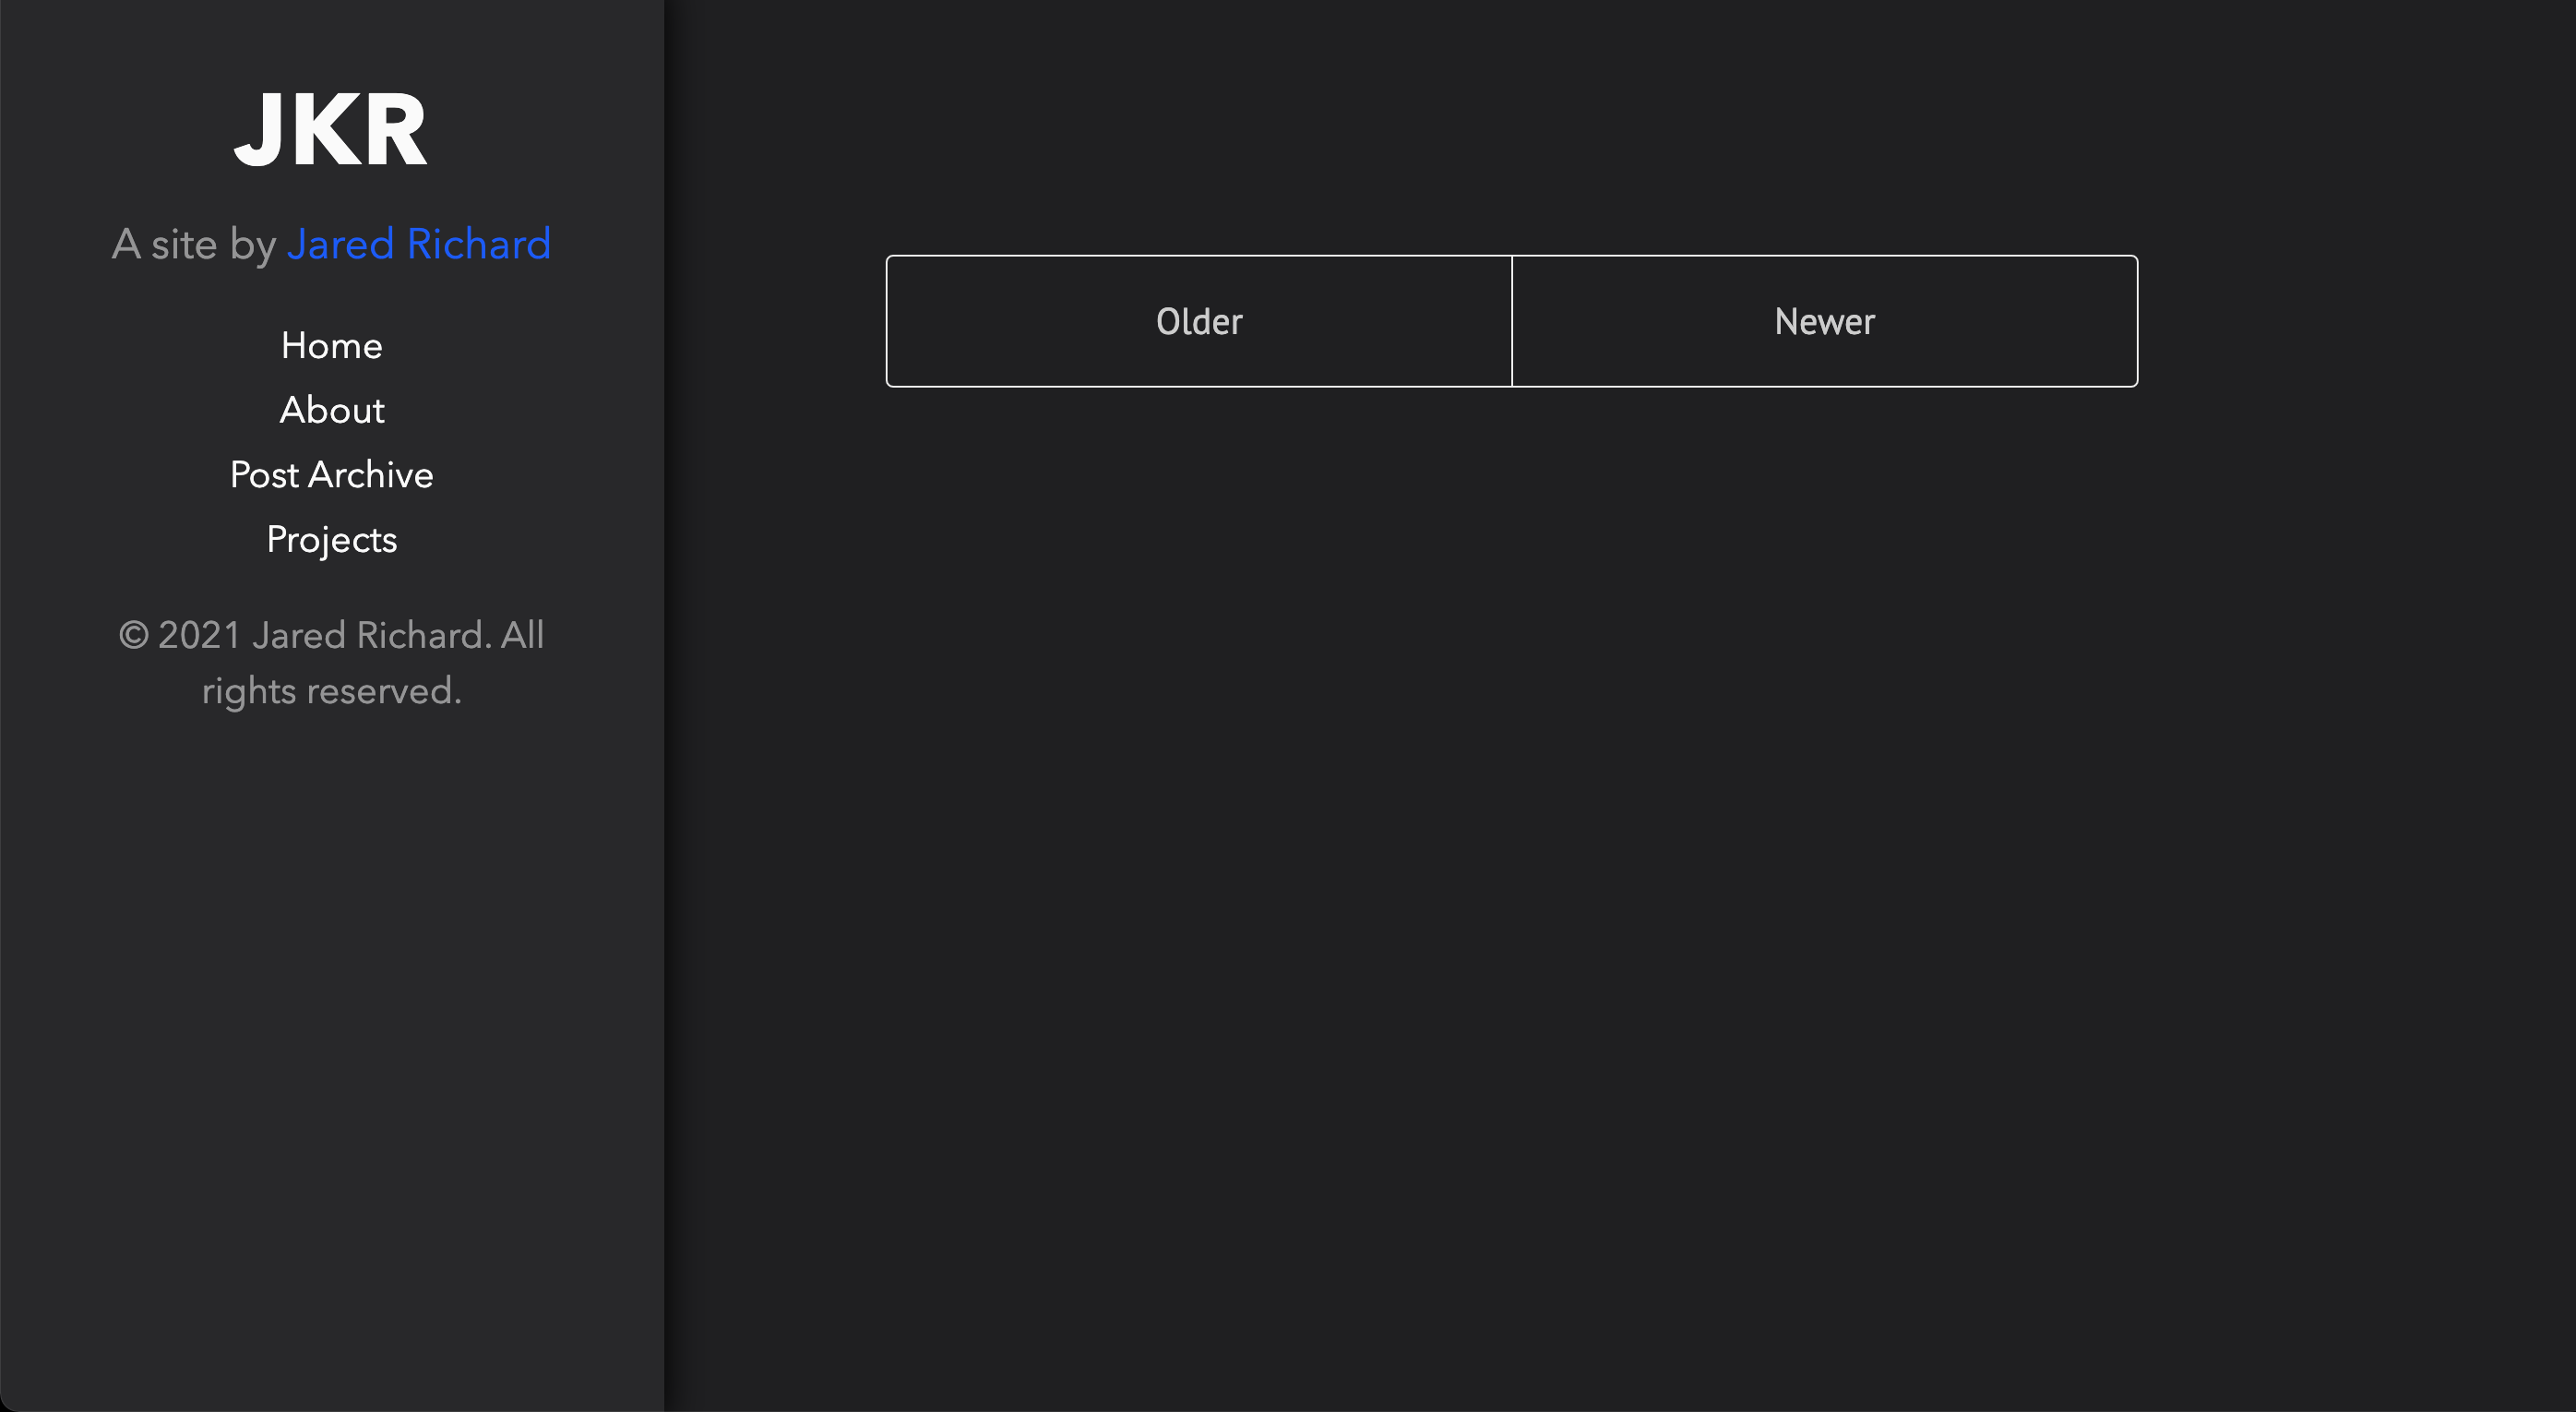 JKR
A site by Jared Richard
Home
About
Post Archive
Projects
© 2021 Jared Richard. All
rights reserved.
Older
Newer